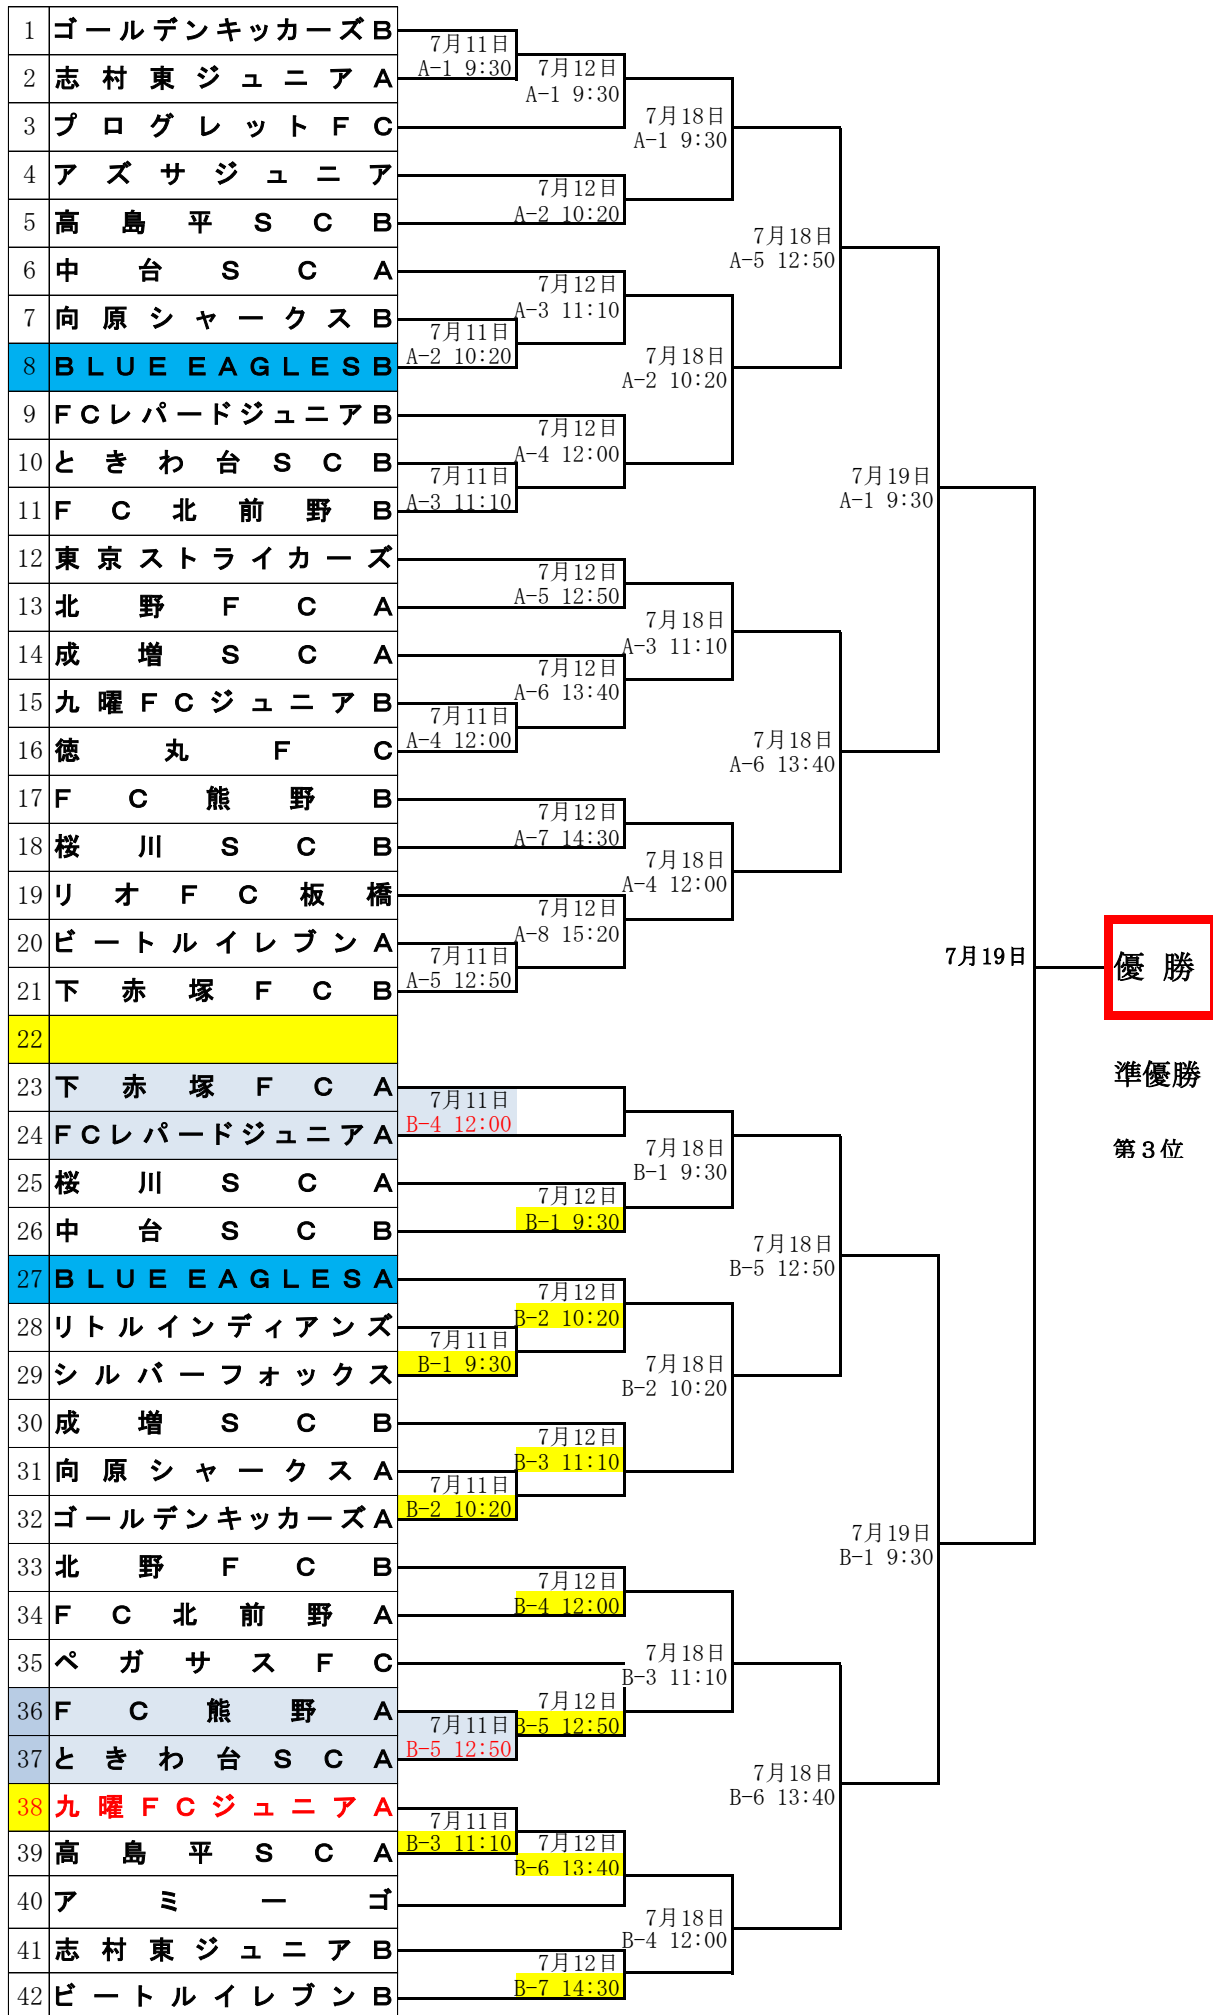 1 ゴールデンキッカーズB
2 志村東ジュニアA
3 プログレットFC
4 アズサジュニア
5 高島平SCB
6 中台SCA
7 向原シャークスB
8 BLUE EAGLESB
9 FCレパードジュニアB
10 ときわ台SCB
11 FC北前野B
12 東京ストライカーズ
13 北野FCA
14 成増SCA
15 九曜FCジュニアB
16 徳丸FC
17 FC熊野B
18 桜川SCB
19 リオFC板橋
20 ビートルイレブンA
21 下赤塚FCB
22
23 下赤塚FCA
24 FCレパードジュニアA
25 桜川SCA
26 中台SCB
27 BLUE EAGLESA
28 リトルインディアンズ
29 シルバーフォックス
30 成増SCB
31 向原シャークスA
32 ゴールデンキッカーズA
33 北野FCB
34 FC北前野A
35 ペガサスFC
36 FC熊野A
37 ときわ台SCA
38 九曜FCジュニアA
39 高島平SCA
40 アミーゴ
41 志村東ジュニアB
42 ビートルイレブンB
7月11日
A-1 9:30
7月11日
A-2 10:20
7月11日
A-3 11:10
7月11日
A-4 12:00
7月11日
A-5 12:50
7月11日
B-4 12:00
7月11日
B-1 9:30
7月11日
B-2 10:20
7月11日
B-5 12:50
7月11日
B-3 11:10
7月12日
A-1 9:30
7月12日
A-2 10:20
7月12日
A-3 11:10
7月12日
A-4 12:00
7月12日
A-5 12:50
7月12日
A-6 13:40
7月12日
A-7 14:30
7月12日
A-8 15:20
7月12日
B-1 9:30
7月12日
B-2 10:20
7月12日
B-3 11:10
7月12日
B-4 12:00
7月12日
B-5 12:50
7月12日
B-6 13:40
7月12日
B-7 14:30
7月18日
A-1 9:30
7月18日
A-2 10:20
7月18日
A-3 11:10
7月18日
A-4 12:00
7月18日
B-1 9:30
7月18日
B-2 10:20
7月18日
B-3 11:10
7月18日
B-4 12:00
7月18日
A-5 12:50
7月18日
A-6 13:40
7月18日
B-5 12:50
7月18日
B-6 13:40
7月19日
A-1 9:30
7月19日
B-1 9:30
7月19日
優勝
準優勝
第3位